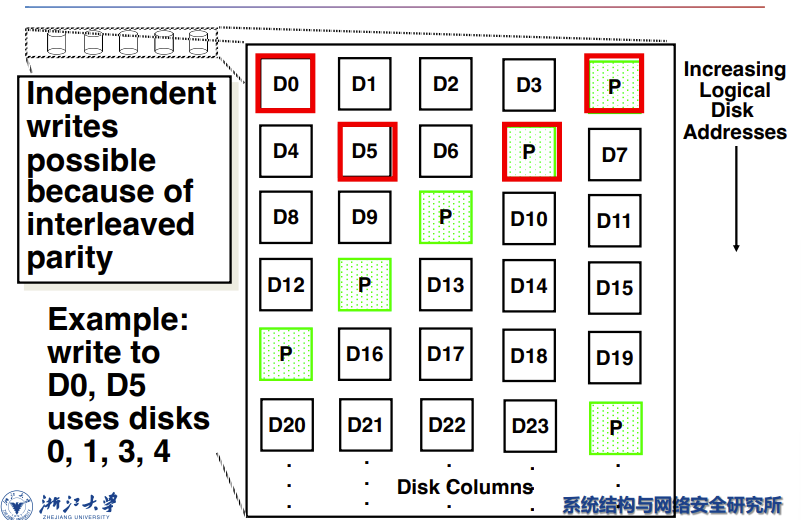 Independent
writes
possible
because of
interleaved
parity
Example:
write to
D0, D5
uses disks
0, 1, 3, 4
D0 D1 D2 D3 P
D4 D5 D6 P D7
D8 D9 P D10 D11
D12 P D13 D14 D15
P D16 D17 D18 D19
D20 D21 D22 D23 P
Disk Columns
Increasing
Logical
Disk
Addresses
浙江大学
ZHEJIANG UNIVERSITY
系统结构与网络安全研究所